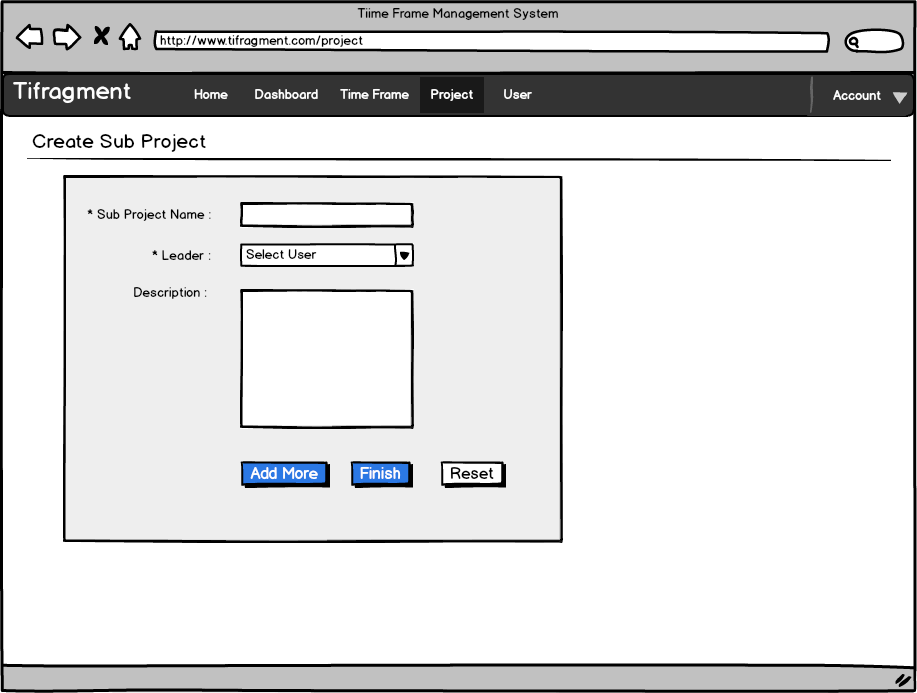 Tiime Frame Management System
http://www.tifragment.com/project
Tifragment Home Dashboard Time Frame Project User Account
Create Sub Project
* Sub Project Name :
* Leader : Select User
Description :
Add More Finish Reset